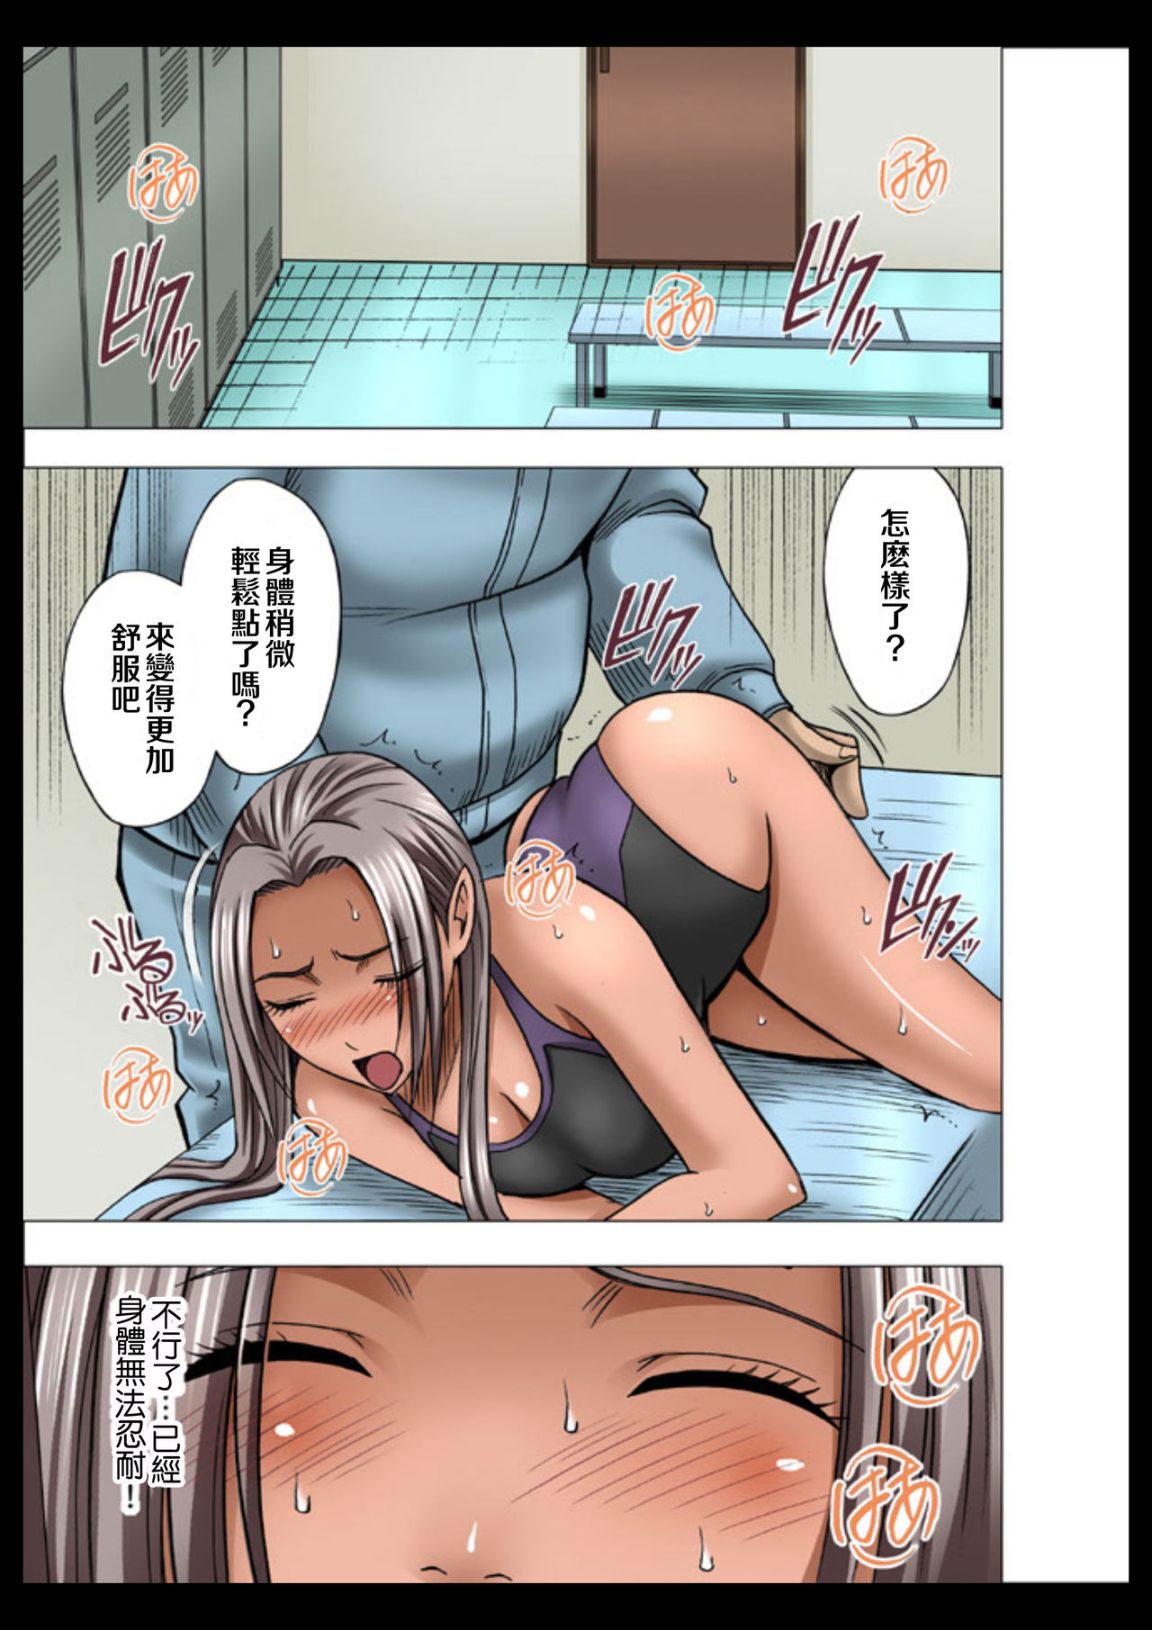 はあ
はあ
ビクッ
はあ
ビクッ
怎麼樣了？
身體稍微
輕鬆點了嗎？
來變得更加
舒服吧
ビクッ
はあ
ビクンッ
ぶるぶるッ
はあ
はあ
はあ
はあ
不行了…已經
身體無法忍耐！